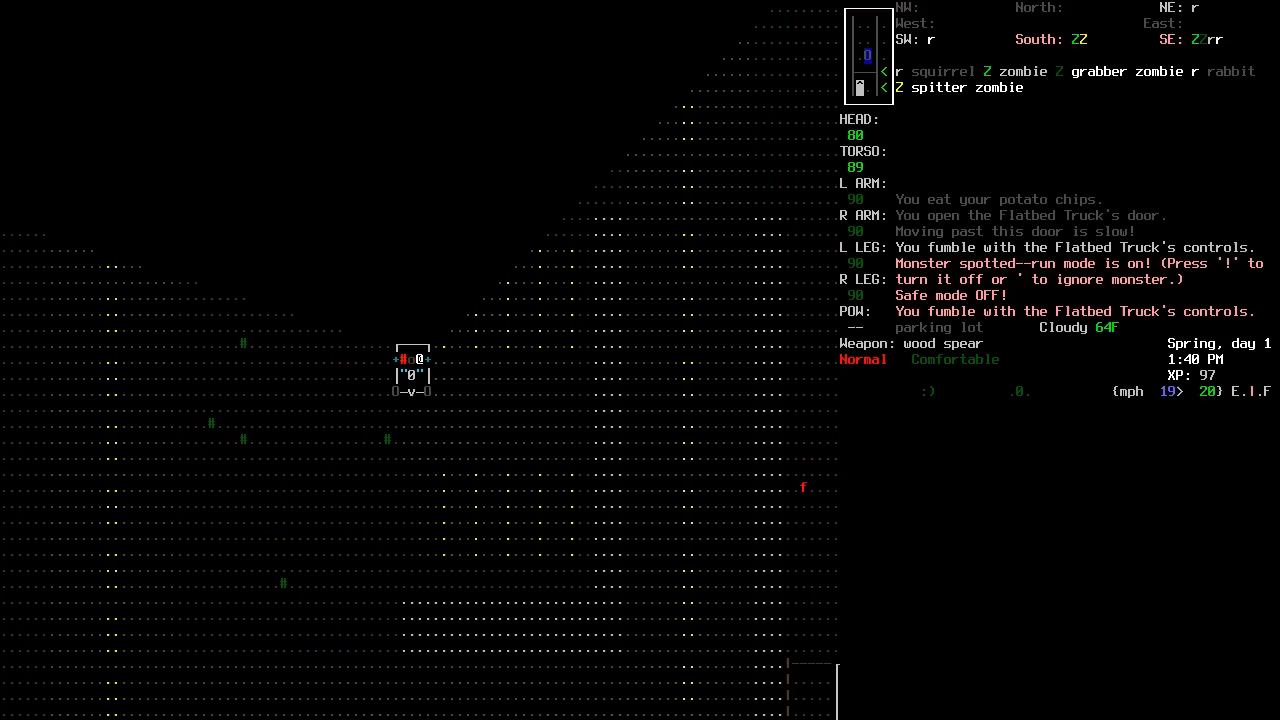 NW: North: NE: r
West: East:
SW: r South: ZZ SE: ZZrr
r squirrel Z zombie Z grabber zombie r rabbit
Z spitter zombie
HEAD:
80
TORSO:
89
L ARM:
90 You eat your potato chips.
R ARM: You open the Flatbed Truck's door.
90 Moving past this door is slow!
L LEG: You fumble with the Flatbed Truck's controls.
90 Monster spotted--run mode is on! (Press '!' to
R LEG: turn it off or ' to ignore monster.)
90 Safe mode OFF!
POW: You fumble with the Flatbed Truck's controls.
-- parking lot Cloudy 64F
Weapon: wood spear Spring, day 1
Normal Comfortable 1:40 PM
XP: 97
:) .0. {mph 19> 20} E.I.F